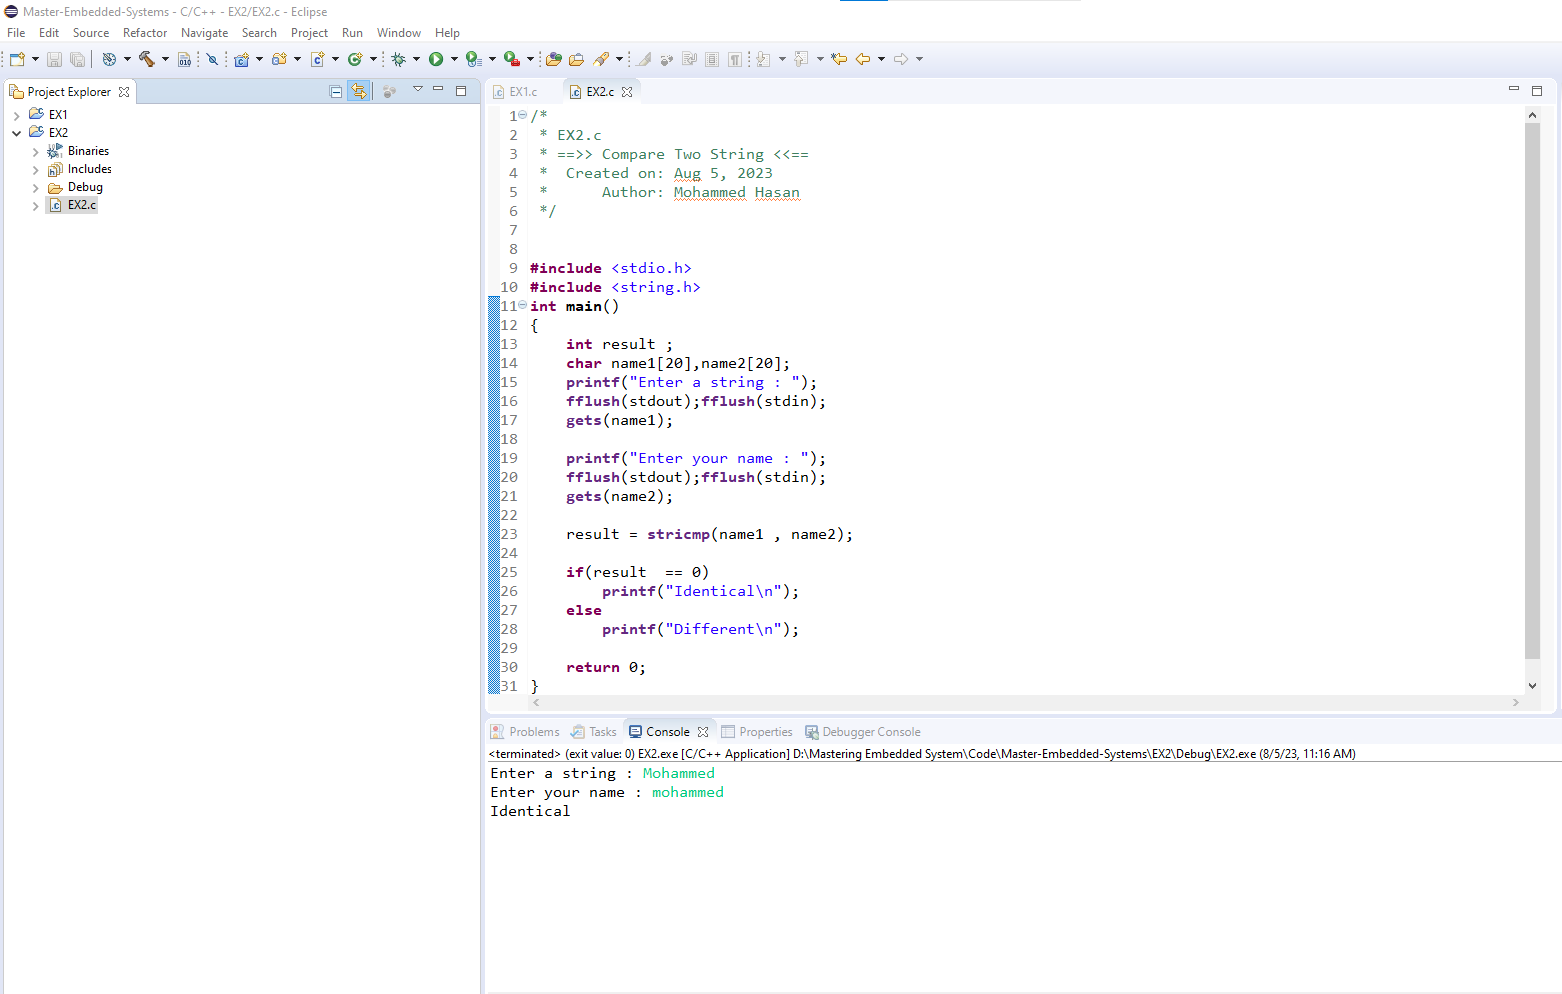 Master-Embedded-Systems - C/C++ - EX2/EX2.c - Eclipse
File Edit Source Refactor Navigate Search Project Run Window Help
Project Explorer
EX1
EX2
Binaries
Includes
Debug
EX2.c
EX1.c EX2.c
1 /*
2 * EX2.c
3 * ==>> Compare Two String <<==
4 * Created on: Aug 5, 2023
5 * Author: Mohammed Hasan
6 */
7
8
9 #include <stdio.h>
10 #include <string.h>
11 int main()
12 {
13 int result ;
14 char name1[20],name2[20];
15 printf("Enter a string : ");
16 fflush(stdout);fflush(stdin);
17 gets(name1);
18
19 printf("Enter your name : ");
20 fflush(stdout);fflush(stdin);
21 gets(name2);
22
23 result = stricmp(name1 , name2);
24
25 if(result  == 0)
26 printf("Identical\n");
27 else
28 printf("Different\n");
29
30 return 0;
31 }
Problems Tasks Console Properties Debugger Console
<terminated> (exit value: 0) EX2.exe [C/C++ Application] D:\Mastering Embedded System\Code\Master-Embedded-Systems\EX2\Debug\EX2.exe (8/5/23, 11:16 AM)
Enter a string : Mohammed
Enter your name : mohammed
Identical